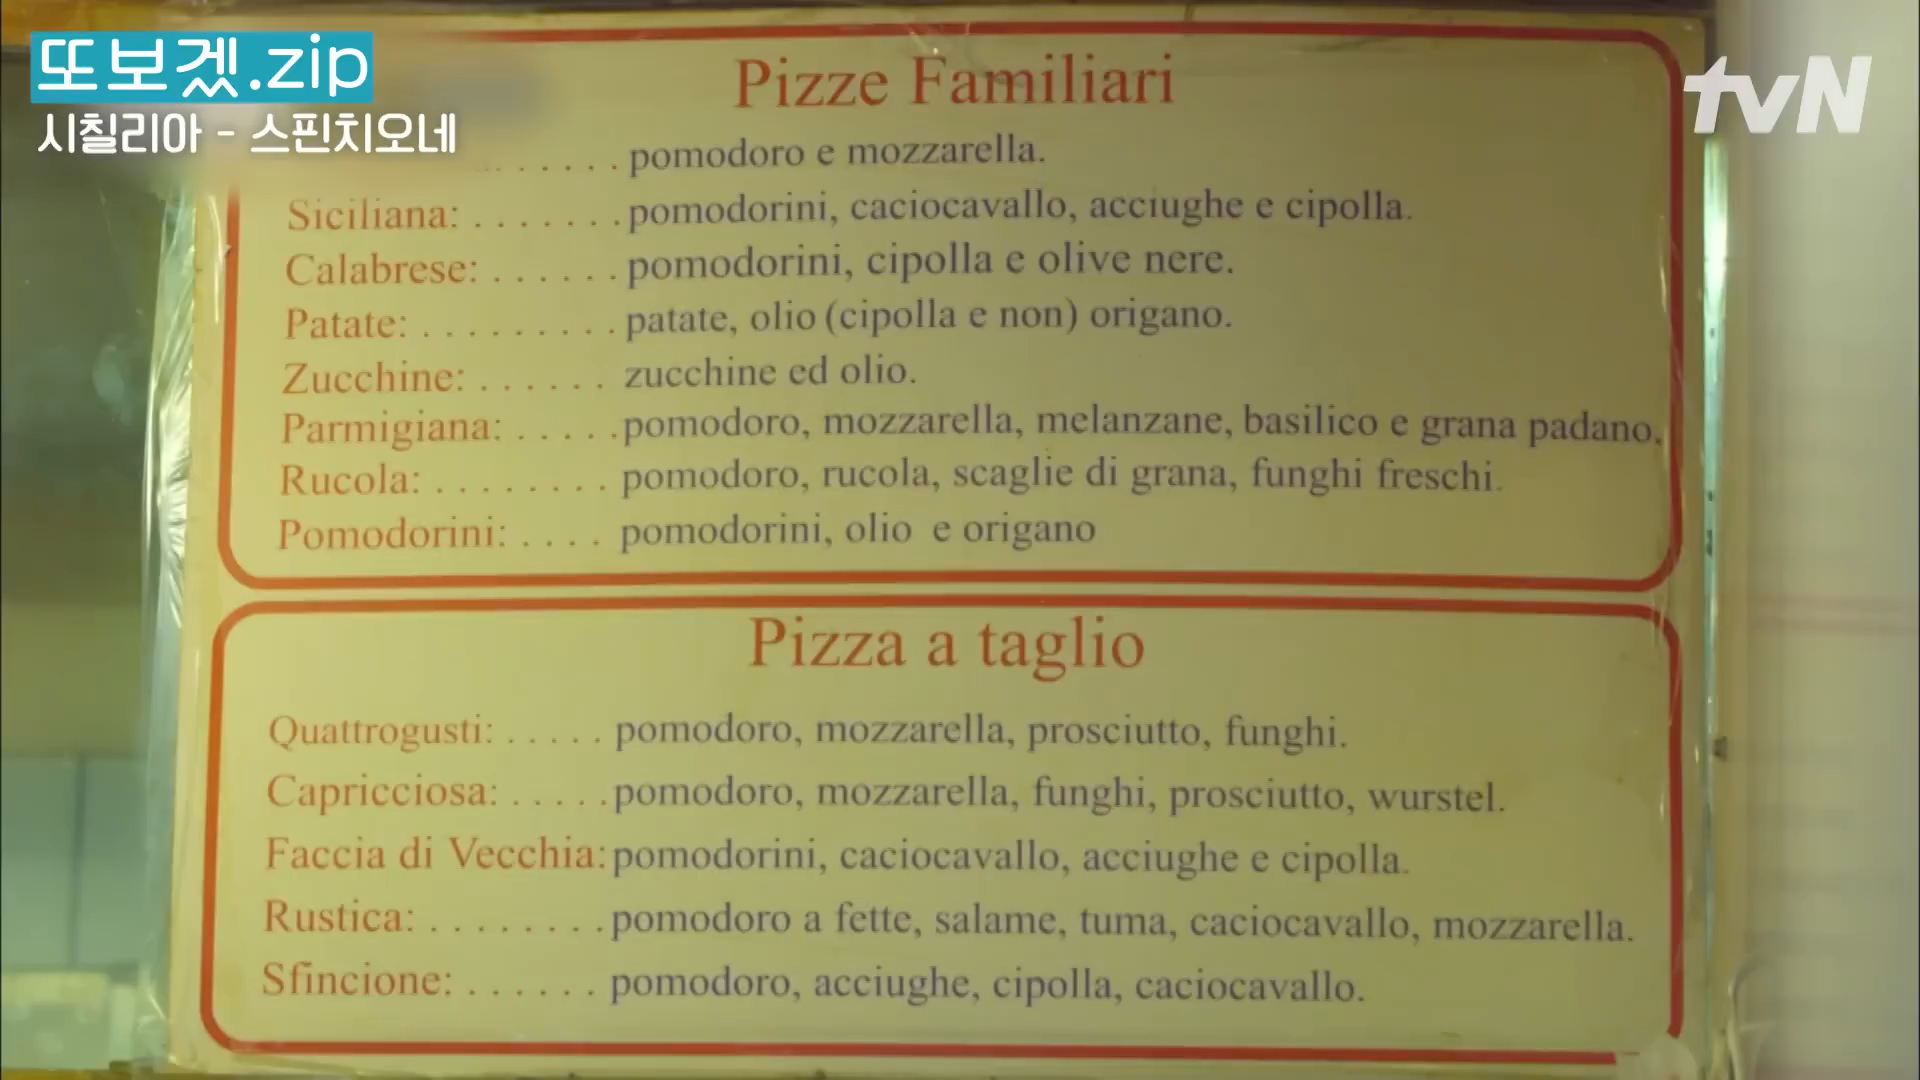 또보겠.zip
시칠리아 - 스핀치오네
tvN
Pizze Familiari
. . . . . . . pomodoro e mozzarella.
Siciliana: . . . . . . . pomodorini, caciocavallo, acciughe e cipolla.
Calabrese: . . . . . . pomodorini, cipolla e olive nere.
Patate: . . . . . . . . . patate, olio (cipolla e non) origano.
Zucchine: . . . . . . zucchine ed olio.
Parmigiana: . . . . . pomodoro, mozzarella, melanzane, basilico e grana padano.
Rucola: . . . . . . . . pomodoro, rucola, scaglie di grana, funghi freschi.
Pomodorini: . . . . pomodorini, olio e origano
Pizza a taglio
Quattrogusti: . . . . . pomodoro, mozzarella, prosciutto, funghi.
Capricciosa: . . . . . pomodoro, mozzarella, funghi, prosciutto, wurstel.
Faccia di Vecchia: pomodorini, caciocavallo, acciughe e cipolla.
Rustica: . . . . . . . . pomodoro a fette, salame, tuma, caciocavallo, mozzarella.
Sfincione: . . . . . . pomodoro, acciughe, cipolla, caciocavallo.